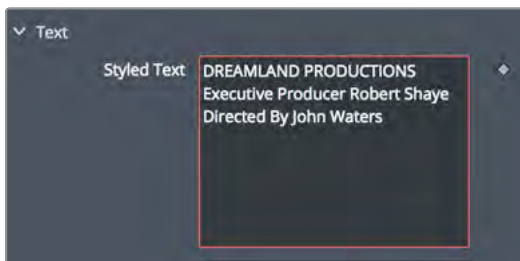 Text
Styled Text
DREAMLAND PRODUCTIONS
Executive Producer Robert Shaye
Directed By John Waters